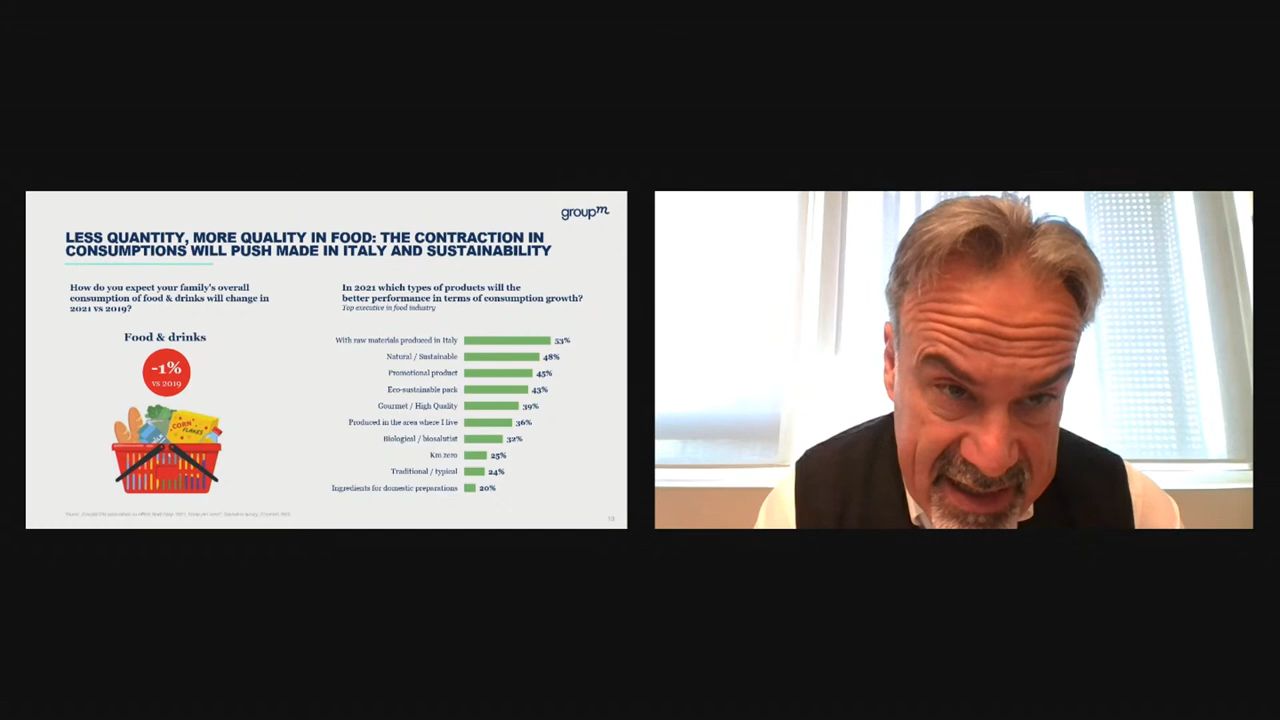 groupm
LESS QUANTITY, MORE QUALITY IN FOOD: THE CONTRACTION IN
CONSUMPTIONS WILL PUSH MADE IN ITALY AND SUSTAINABILITY
How do you expect your family's overall
consumption of food & drinks will change in
2021 vs 2019?
Food & drinks
-1%
vs 2019
CORN
FLAKES
In 2021 which types of products will the
better performance in terms of consumption growth?
Top executive in food industry
With raw materials produced in Italy 53%
Natural / Sustainable 48%
Promotional product 45%
Eco-sustainable pack 43%
Gourmet / High Quality 39%
Produced in the area where I live 36%
Biological / biosalutist 32%
Km zero 25%
Traditional / typical 24%
Ingredients for domestic preparations 20%
10